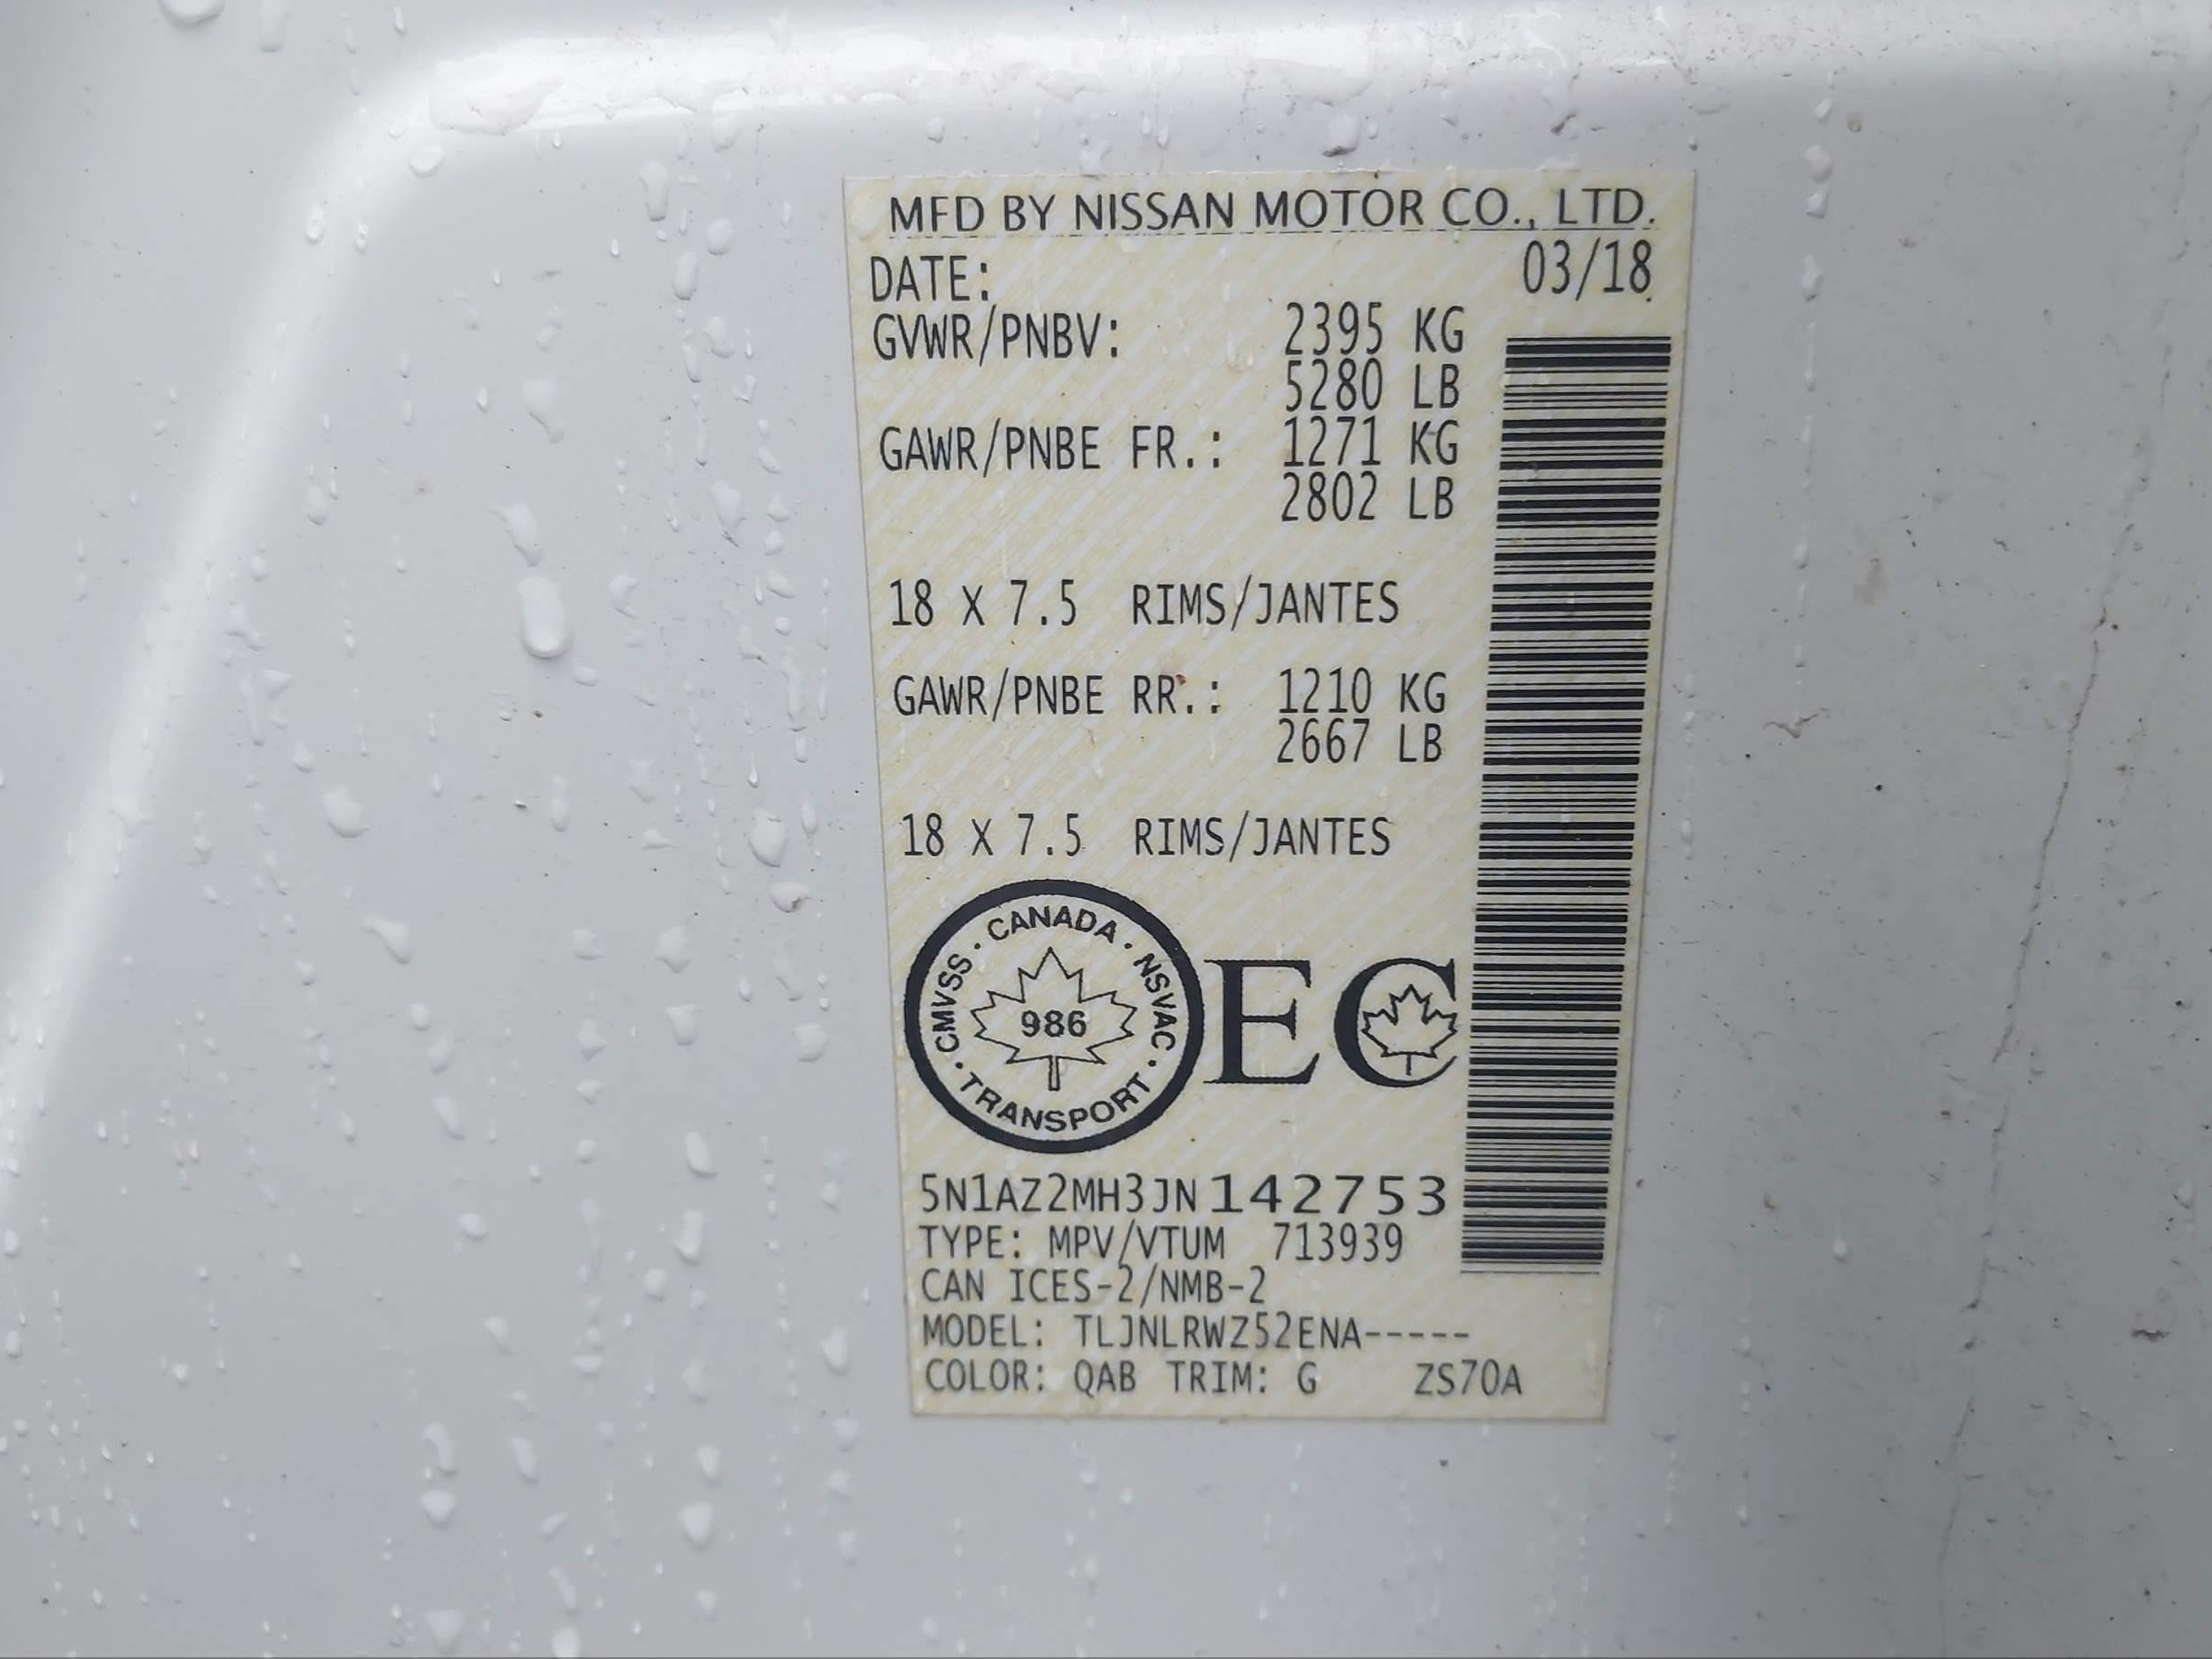 MFD BY NISSAN MOTOR CO., LTD.
DATE: 03/18
GVWR/PNBV: 2395 KG
5280 LB
GAWR/PNBE FR.: 1271 KG
2802 LB
18 X 7.5 RIMS/JANTES
GAWR/PNBE RR.: 1210 KG
2667 LB
18 X 7.5 RIMS/JANTES
CMVSS · CANADA · NSVAC · TRANSPORT ·
986
EC
5N1AZ2MH3JN142753
TYPE: MPV/VTUM 713939
CAN ICES-2/NMB-2
MODEL: TLJNLRWZ52ENA-----
COLOR: QAB TRIM: G ZS70A